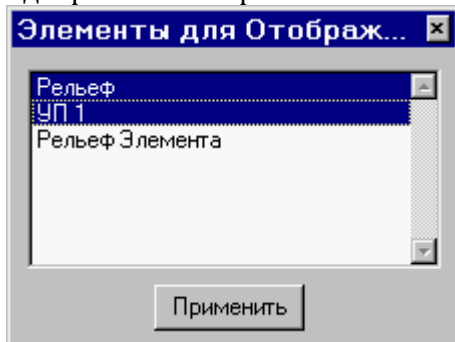 Элементы для Отображ...
Рельеф
УП 1
Рельеф Элемента
Применить